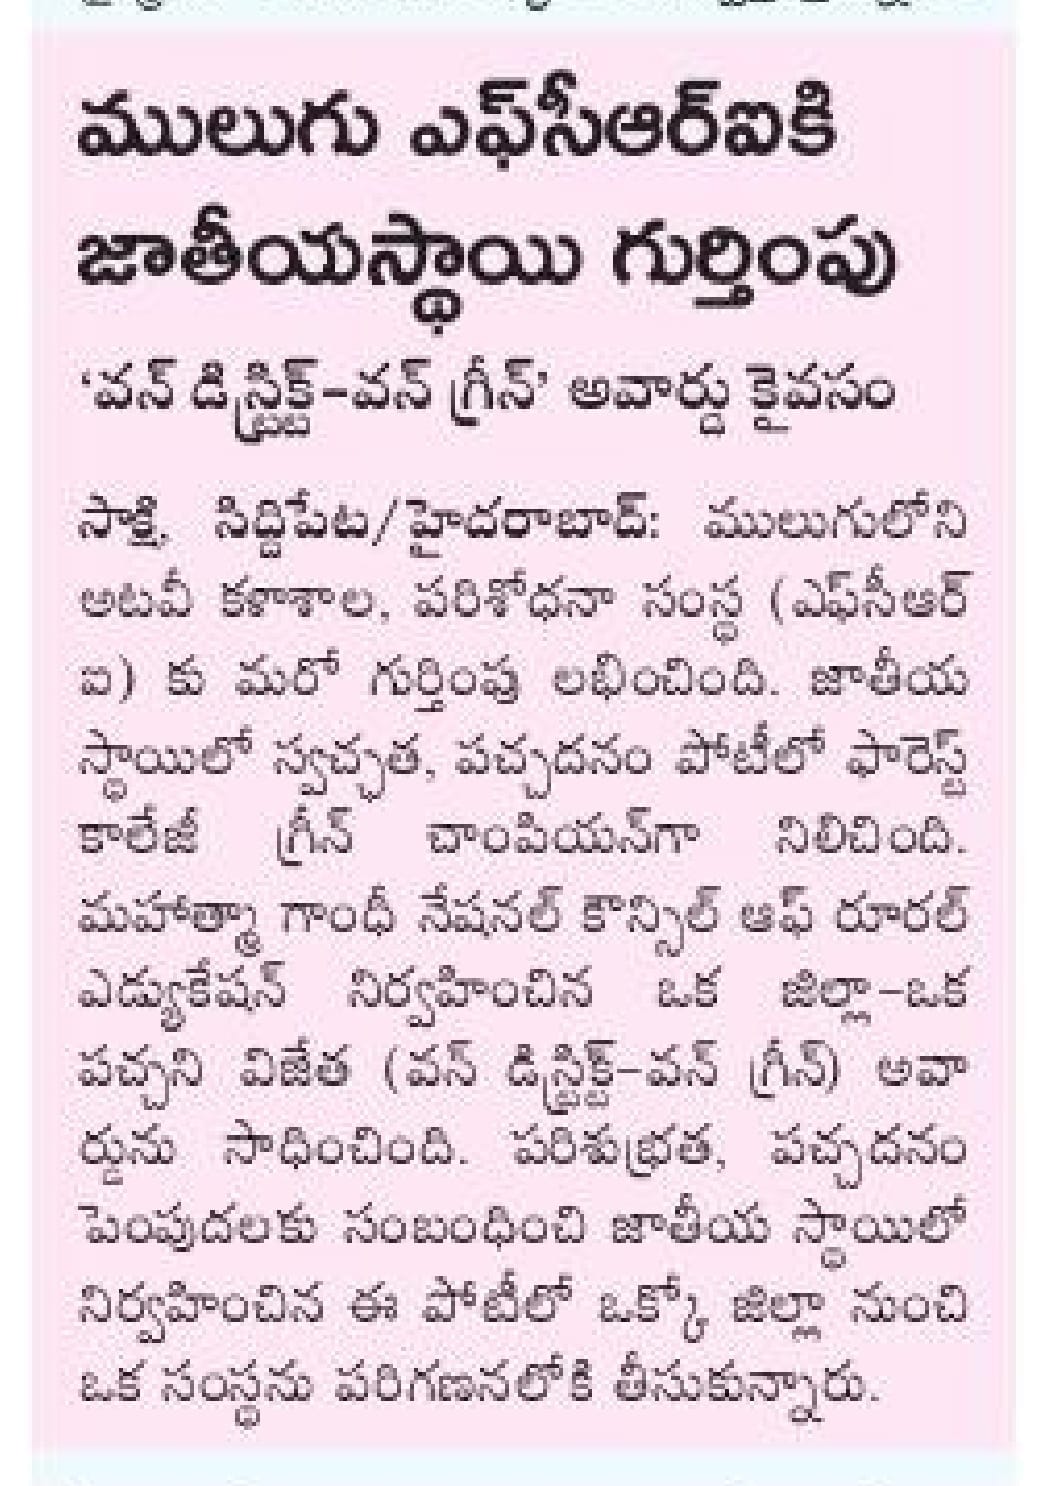 ములుగు ఎఫ్‌సీఆర్‌ఐకి
జాతీయస్థాయి గుర్తింపు
‘వన్ డిస్ట్రిక్ట్–వన్ గ్రీన్’ అవార్డు కైవసం
సాక్షి, సిద్దిపేట/హైదరాబాద్: ములుగులోని
అటవీ కళాశాల, పరిశోధనా సంస్థ (ఎఫ్‌సీఆర్
ఐ) కు మరో గుర్తింపు లభించింది. జాతీయ
స్థాయిలో స్వచ్ఛత, పచ్చదనం పోటీలో ఫారెస్ట్
కాలేజీ గ్రీన్ చాంపియన్‌గా నిలిచింది.
మహాత్మా గాంధీ నేషనల్ కౌన్సిల్ ఆఫ్ రూరల్
ఎడ్యుకేషన్ నిర్వహించిన ఒక జిల్లా–ఒక
పచ్చని విజేత (వన్ డిస్ట్రిక్ట్–వన్ గ్రీన్) అవా
ర్డును సాధించింది. పరిశుభ్రత, పచ్చదనం
పెంపుదలకు సంబంధించి జాతీయ స్థాయిలో
నిర్వహించిన ఈ పోటీలో ఒక్కో జిల్లా నుంచి
ఒక సంస్థను పరిగణనలోకి తీసుకున్నారు.